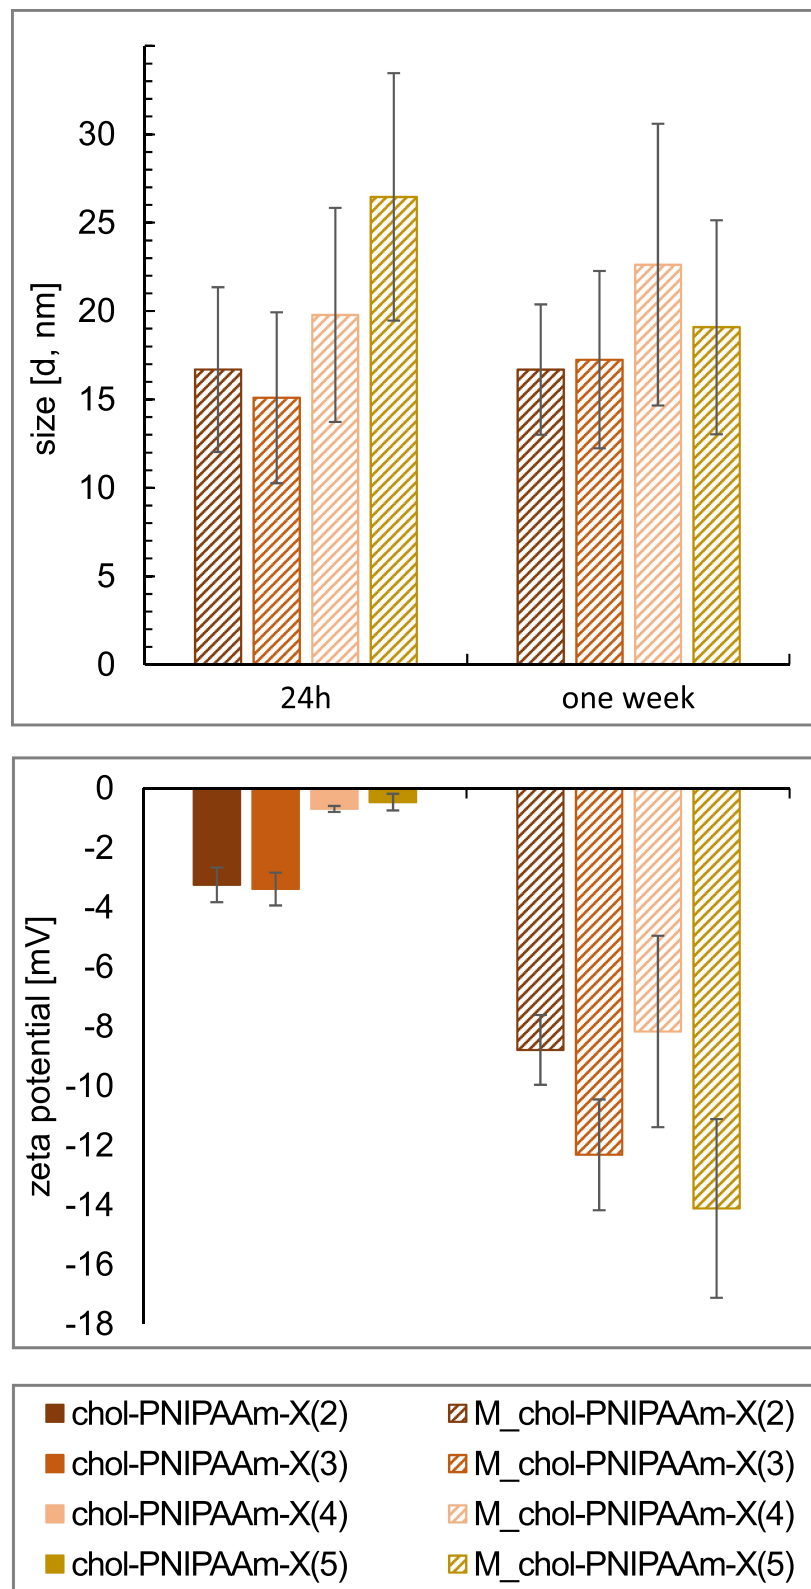 30
25
20
15
10
5
0
size [d, nm]
24h one week
0
-2
-4
-6
-8
-10
-12
-14
-16
-18
zeta potential [mV]
chol-PNIPAAm-X(2) M_chol-PNIPAAm-X(2)
chol-PNIPAAm-X(3) M_chol-PNIPAAm-X(3)
chol-PNIPAAm-X(4) M_chol-PNIPAAm-X(4)
chol-PNIPAAm-X(5) M_chol-PNIPAAm-X(5)